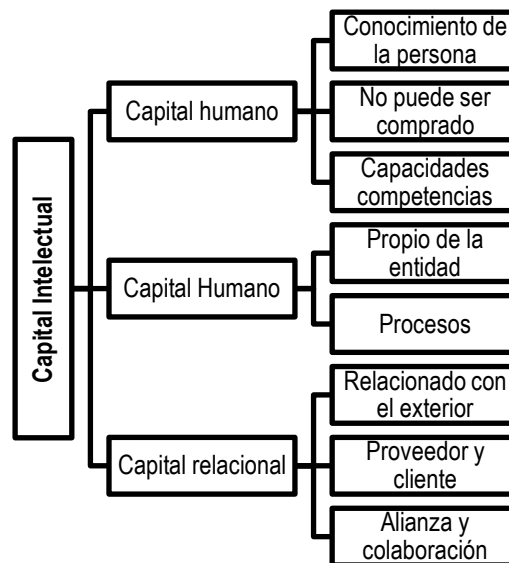 Capital Intelectual
Capital humano
Conocimiento de
la persona
No puede ser
comprado
Capacidades
competencias
Capital Humano
Propio de la
entidad
Procesos
Capital relacional
Relacionado con
el exterior
Proveedor y
cliente
Alianza y
colaboración